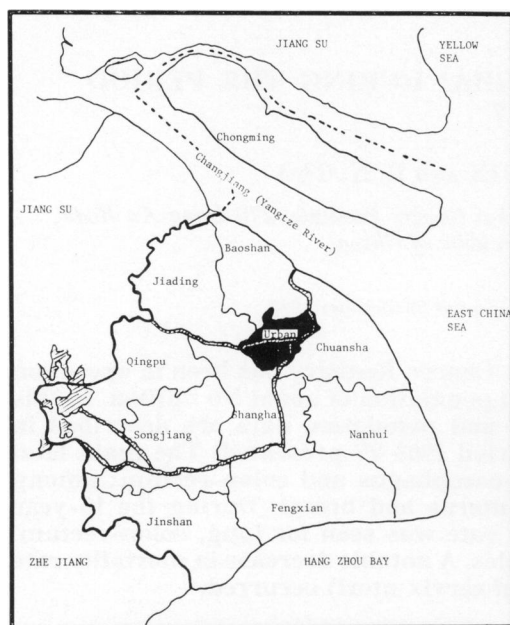 JIANG SU
YELLOW
SEA
Chongming
Changjiang (Yangtze River)
JIANG SU
Baoshan
Jiading
EAST CHINA
SEA
Urban
Chuansha
Qingpu
Shanghai
Songjiang
Nanhui
Fengxian
Jinshan
ZHE JIANG
HANG ZHOU BAY